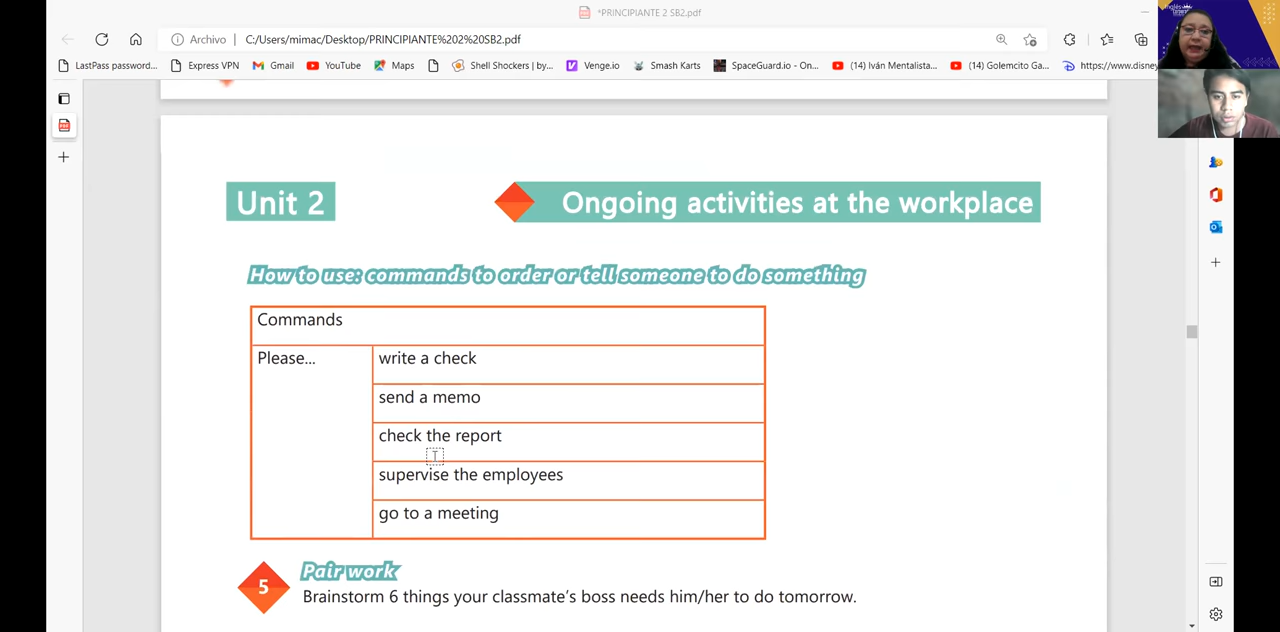 *PRINCIPIANTE 2 SB2.pdf
Archivo C:/Users/mimac/Desktop/PRINCIPIANTE%202%20SB2.pdf
LastPass password... Express VPN Gmail YouTube Maps Shell Shockers | by... Venge.io Smash Karts SpaceGuard.io - On... (14) Iván Mentalista... (14) Golemcito Ga... https://www.disney
Unit 2
Ongoing activities at the workplace
How to use: commands to order or tell someone to do something
Commands
Please... write a check
send a memo
check the report
supervise the employees
go to a meeting
5 Pair work
Brainstorm 6 things your classmate's boss needs him/her to do tomorrow.